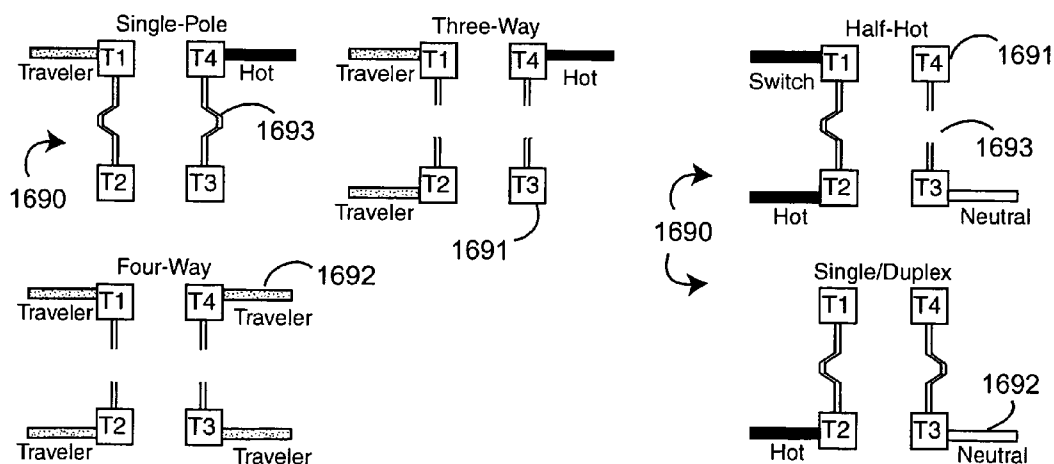 Single-Pole
T1
T4
Traveler
Hot
1693
1690
T2
T3
Three-Way
T1
T4
Traveler
Hot
T2
T3
Traveler
1691
Four-Way
1692
T1
T4
Traveler
Traveler
T2
T3
Traveler
Traveler
Half-Hot
1691
T1
T4
Switch
1693
T2
T3
Hot
Neutral
1690
Single/Duplex
T1
T4
1692
T2
T3
Hot
Neutral